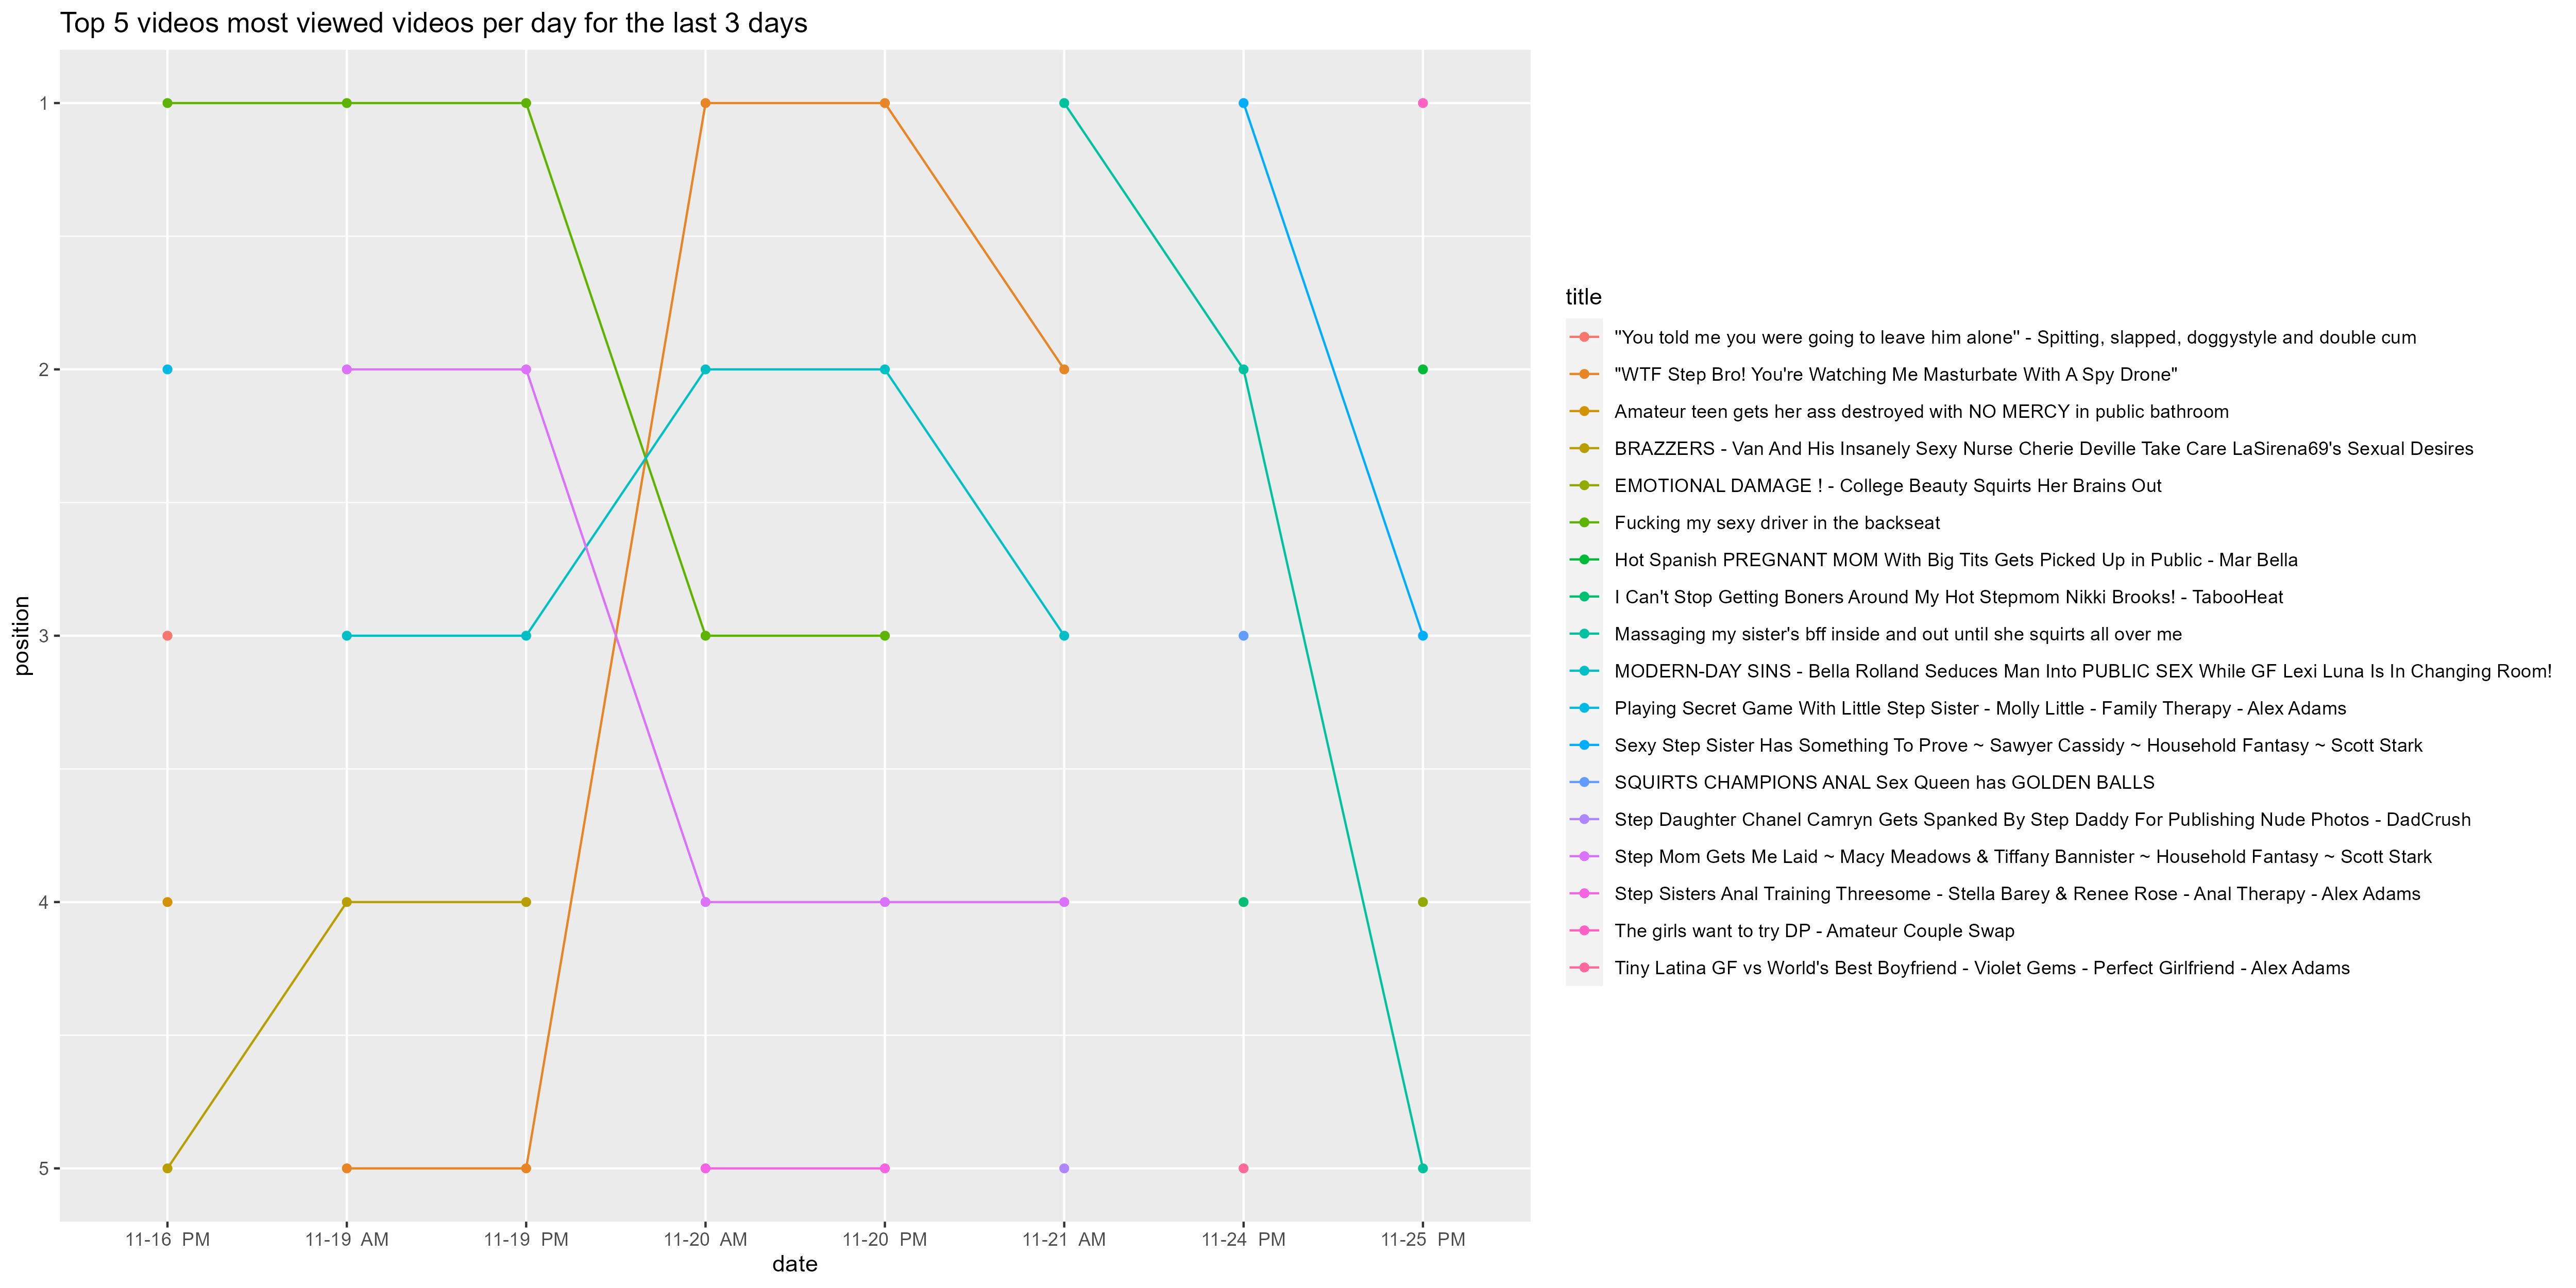 Top 5 videos most viewed videos per day for the last 3 days
position
1
2
3
4
5
11-16 PM
11-19 AM
11-19 PM
11-20 AM
11-20 PM
11-21 AM
11-24 PM
11-25 PM
date
title
"You told me you were going to leave him alone" - Spitting, slapped, doggystyle and double cum
"WTF Step Bro! You're Watching Me Masturbate With A Spy Drone"
Amateur teen gets her ass destroyed with NO MERCY in public bathroom
BRAZZERS - Van And His Insanely Sexy Nurse Cherie Deville Take Care LaSirena69's Sexual Desires
EMOTIONAL DAMAGE ! - College Beauty Squirts Her Brains Out
Fucking my sexy driver in the backseat
Hot Spanish PREGNANT MOM With Big Tits Gets Picked Up in Public - Mar Bella
I Can't Stop Getting Boners Around My Hot Stepmom Nikki Brooks! - TabooHeat
Massaging my sister's bff inside and out until she squirts all over me
MODERN-DAY SINS - Bella Rolland Seduces Man Into PUBLIC SEX While GF Lexi Luna Is In Changing Room!
Playing Secret Game With Little Step Sister - Molly Little - Family Therapy - Alex Adams
Sexy Step Sister Has Something To Prove ~ Sawyer Cassidy ~ Household Fantasy ~ Scott Stark
SQUIRTS CHAMPIONS ANAL Sex Queen has GOLDEN BALLS
Step Daughter Chanel Camryn Gets Spanked By Step Daddy For Publishing Nude Photos - DadCrush
Step Mom Gets Me Laid ~ Macy Meadows & Tiffany Bannister ~ Household Fantasy ~ Scott Stark
Step Sisters Anal Training Threesome - Stella Barey & Renee Rose - Anal Therapy - Alex Adams
The girls want to try DP - Amateur Couple Swap
Tiny Latina GF vs World's Best Boyfriend - Violet Gems - Perfect Girlfriend - Alex Adams